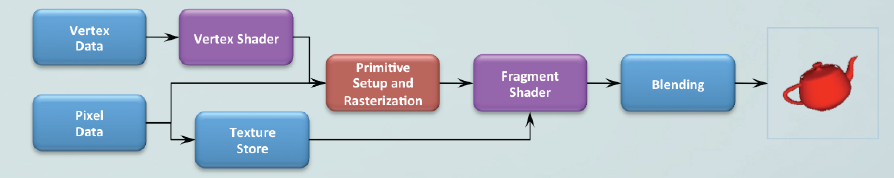 Vertex
Data
Vertex Shader
Primitive
Setup and
Rasterization
Fragment
Shader
Blending
Pixel
Data
Texture
Store